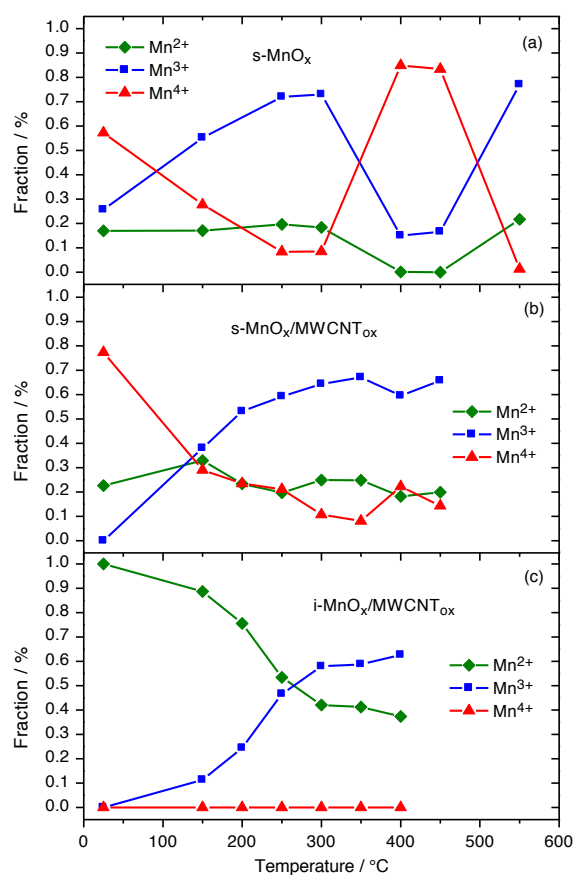 1.0
0.9
0.8
0.7
0.6
0.5
0.4
0.3
0.2
0.1
0.0
Fraction / %
Mn²⁺
Mn³⁺
Mn⁴⁺
s-MnOₓ
(a)
1.0
0.9
0.8
0.7
0.6
0.5
0.4
0.3
0.2
0.1
0.0
Fraction / %
s-MnOₓ/MWCNTₒₓ
(b)
Mn²⁺
Mn³⁺
Mn⁴⁺
1.0
0.9
0.8
0.7
0.6
0.5
0.4
0.3
0.2
0.1
0.0
Fraction / %
(c)
i-MnOₓ/MWCNTₒₓ
Mn²⁺
Mn³⁺
Mn⁴⁺
0 100 200 300 400 500 600
Temperature / °C